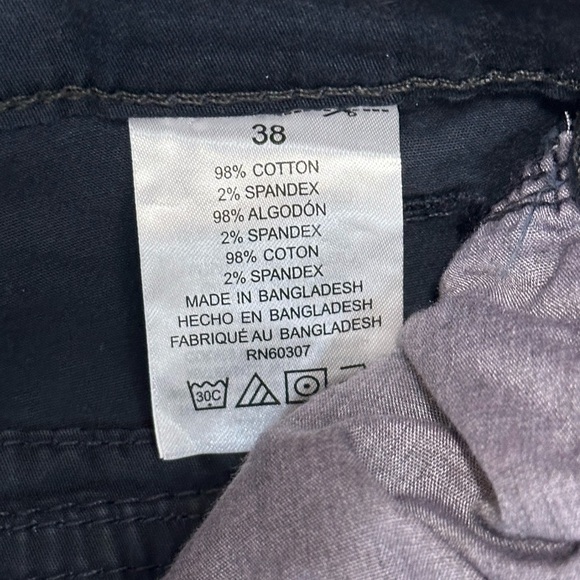 38
98% COTTON
2% SPANDEX
98% ALGODÓN
2% SPANDEX
98% COTON
2% SPANDEX
MADE IN BANGLADESH
HECHO EN BANGLADESH
FABRIQUÉ AU BANGLADESH
RN60307
30C